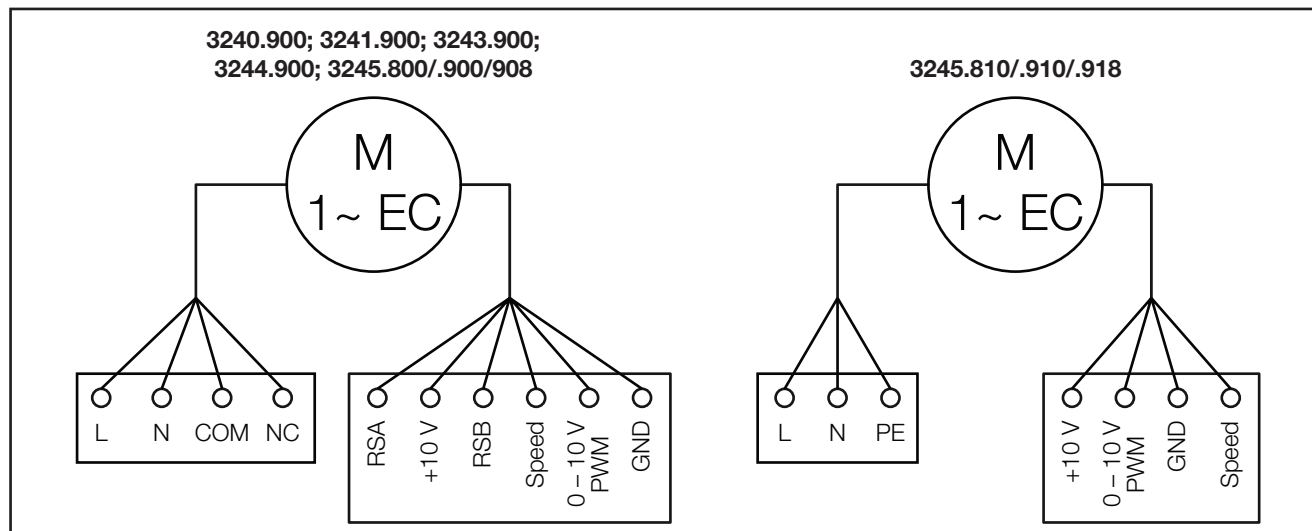 3240.900; 3241.900; 3243.900;
3244.900; 3245.800/.900/908
M
1~ EC
L N COM NC
RSA
+10 V
RSB
Speed
0 – 10 V
PWM
GND
3245.810/.910/.918
M
1~ EC
L N PE
+10 V
0 – 10 V
PWM
GND
Speed